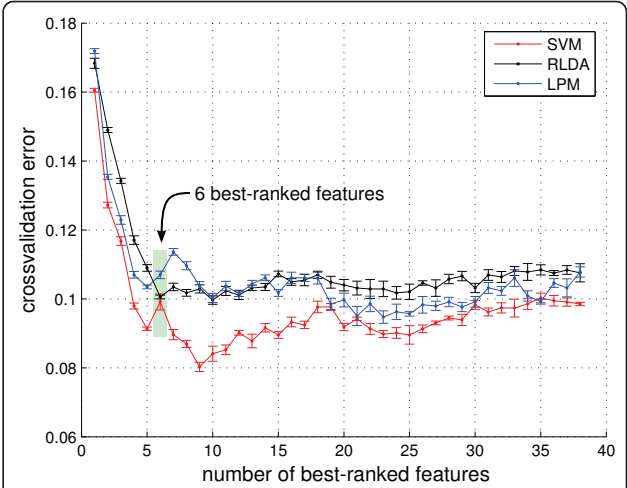 0.18
0.16
0.14
0.12
0.1
0.08
0.06
crossvalidation error
SVM
RLDA
LPM
6 best-ranked features
0 5 10 15 20 25 30 35 40
number of best-ranked features